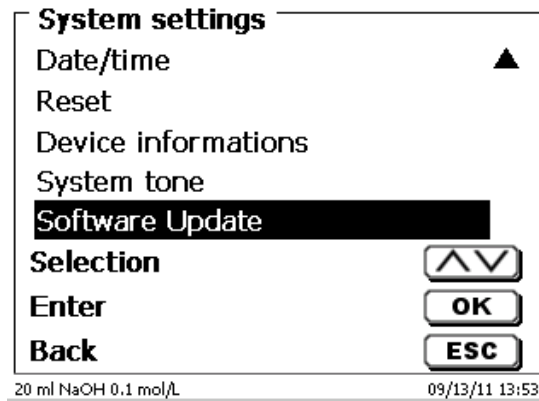 System settings
Date/time
Reset
Device informations
System tone
Software Update
Selection
Enter OK
Back ESC
20 ml NaOH 0.1 mol/L 09/13/11 13:53